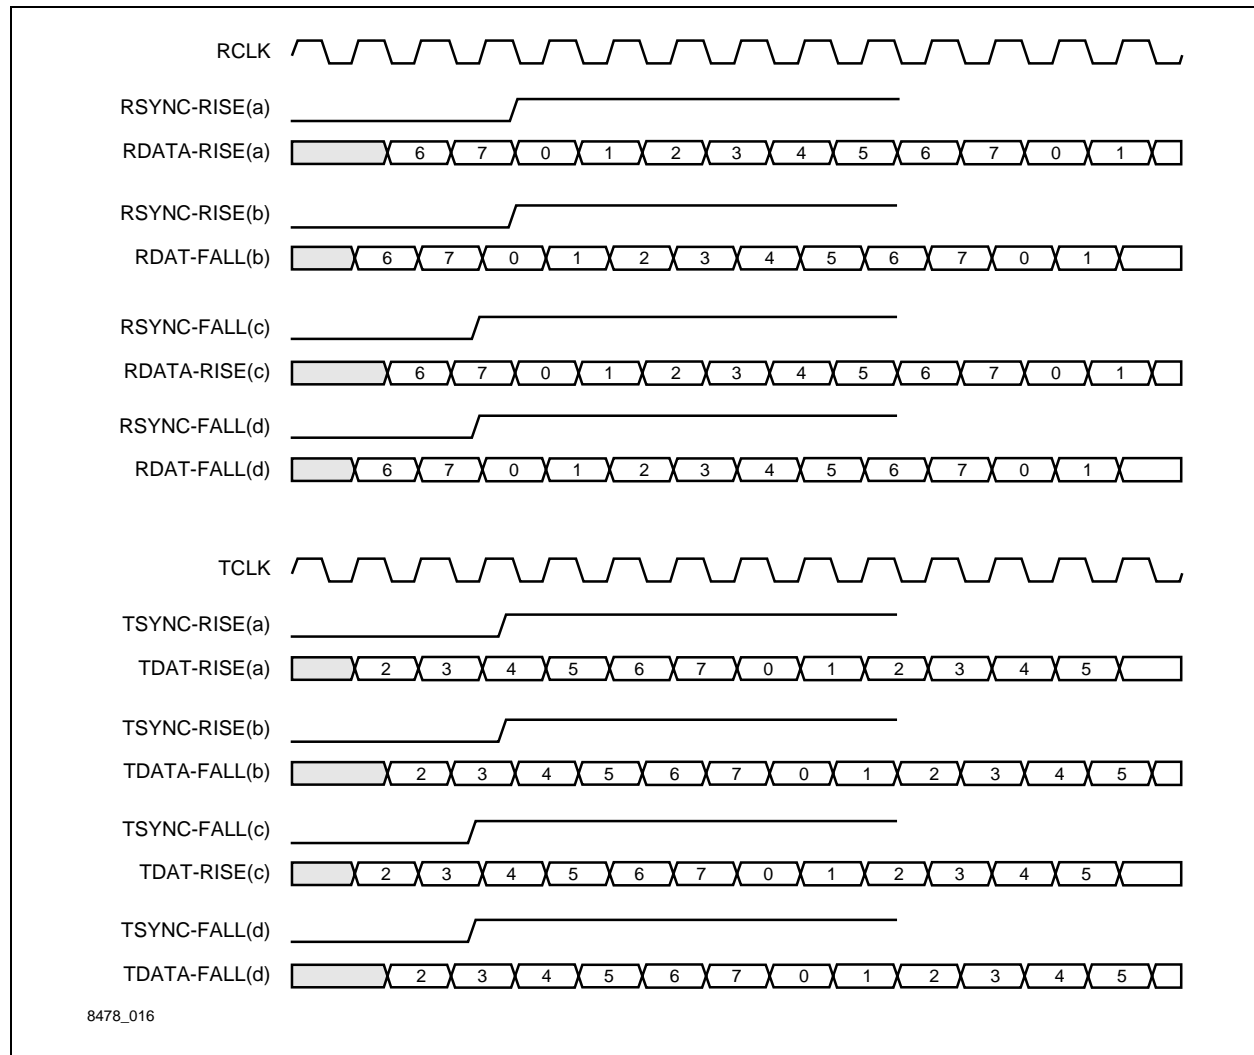 RCLK
RSYNC-RISE(a)
RDATA-RISE(a) 6 7 0 1 2 3 4 5 6 7 0 1
RSYNC-RISE(b)
RDAT-FALL(b) 6 7 0 1 2 3 4 5 6 7 0 1
RSYNC-FALL(c)
RDATA-RISE(c) 6 7 0 1 2 3 4 5 6 7 0 1
RSYNC-FALL(d)
RDAT-FALL(d) 6 7 0 1 2 3 4 5 6 7 0 1
TCLK
TSYNC-RISE(a)
TDAT-RISE(a) 2 3 4 5 6 7 0 1 2 3 4 5
TSYNC-RISE(b)
TDATA-FALL(b) 2 3 4 5 6 7 0 1 2 3 4 5
TSYNC-FALL(c)
TDAT-RISE(c) 2 3 4 5 6 7 0 1 2 3 4 5
TSYNC-FALL(d)
TDATA-FALL(d) 2 3 4 5 6 7 0 1 2 3 4 5
8478_016